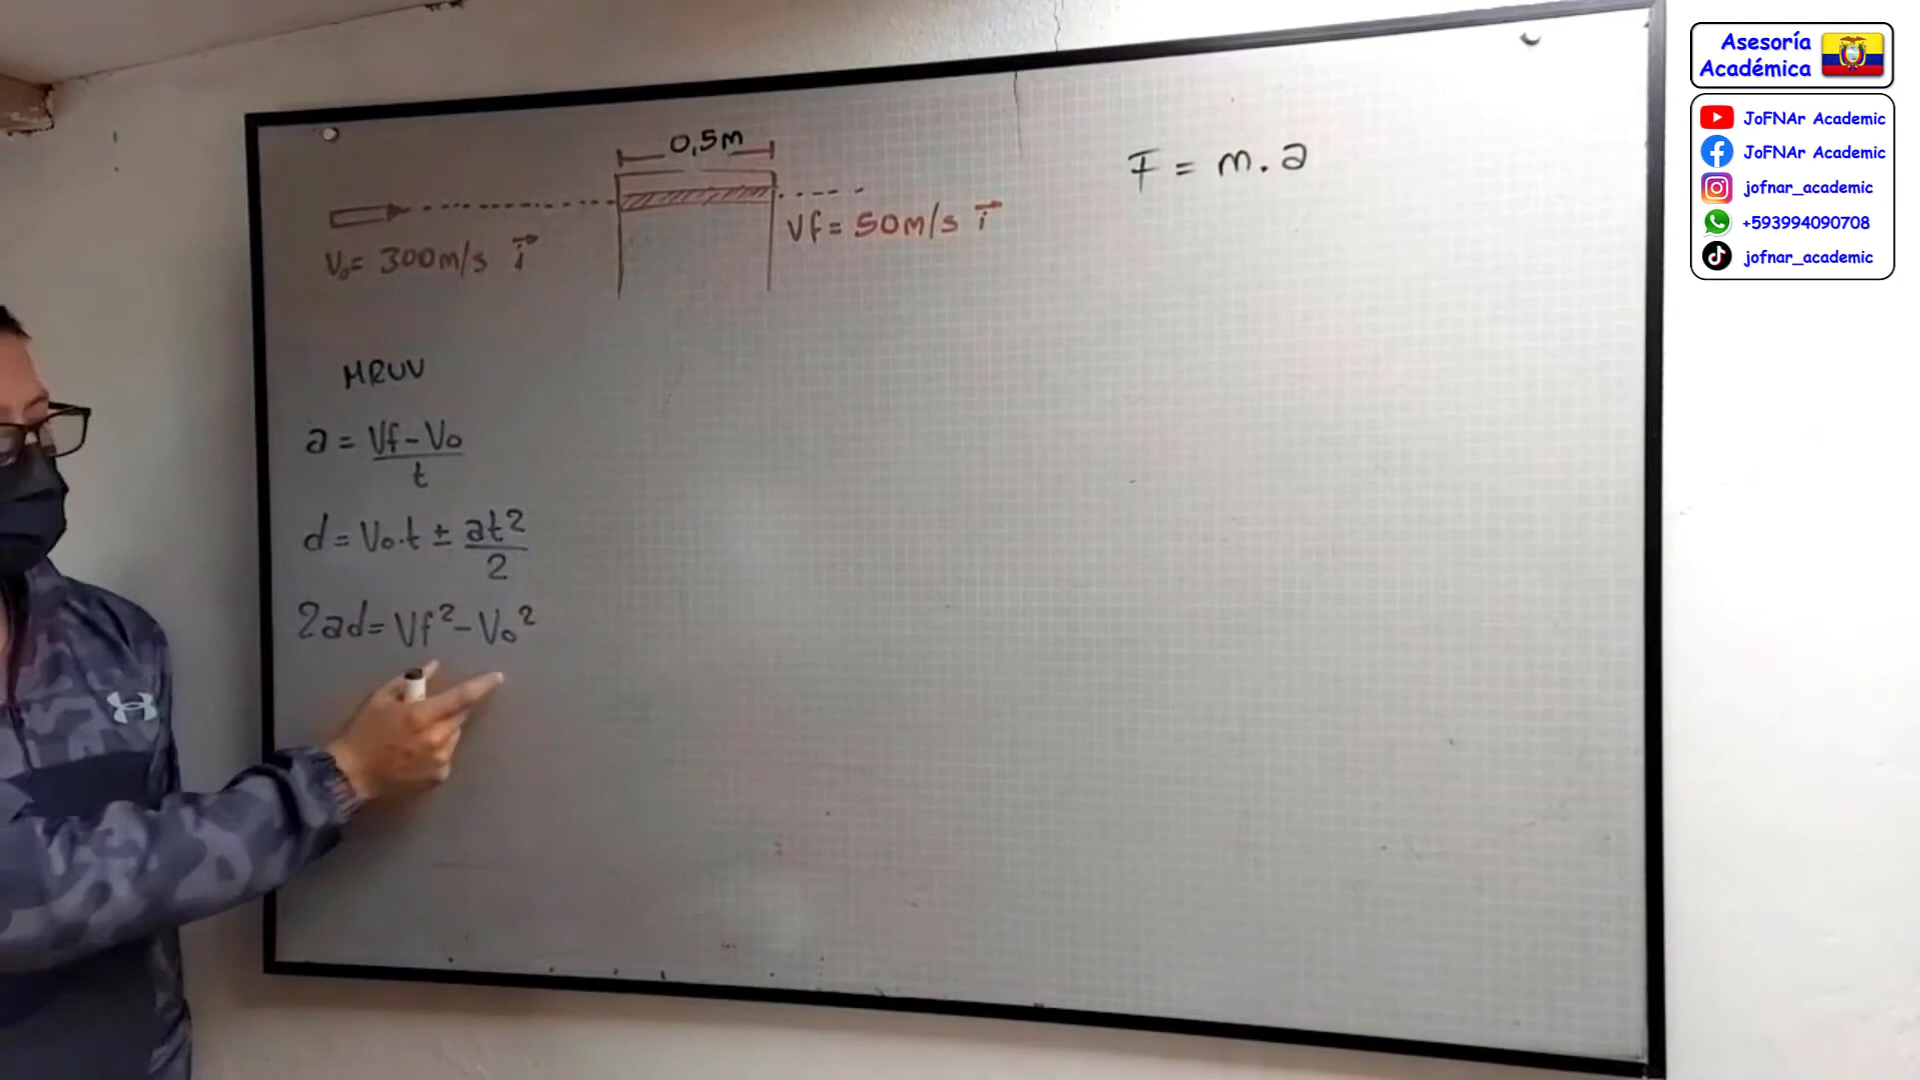 0,5m
V₀= 300m/s i⃗
Vf= 50m/s i⃗
F = m.a
MRUV
a = Vf-V₀/t
d = V₀.t ± at²/2
2ad= Vf²-V₀²
Asesoría
Académica
JoFNAr Academic
JoFNAr Academic
jofnar_academic
+593994090708
jofnar_academic